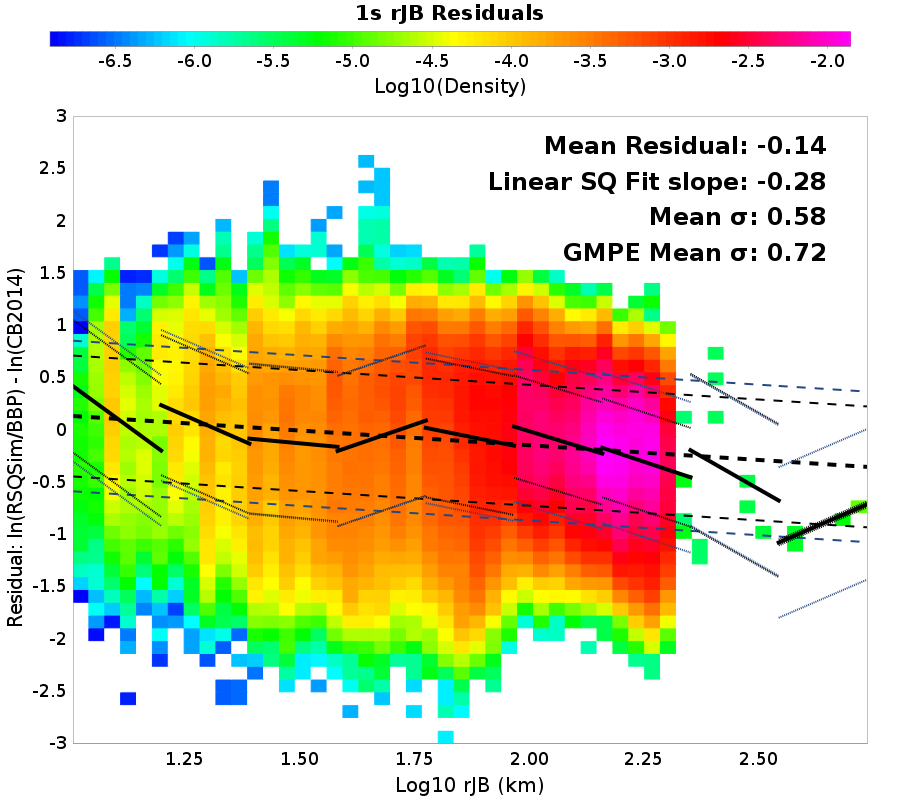 1s rJB Residuals
-6.5 -6.0 -5.5 -5.0 -4.5 -4.0 -3.5 -3.0 -2.5 -2.0
Log10(Density)
Mean Residual: -0.14
Linear SQ Fit slope: -0.28
Mean σ: 0.58
GMPE Mean σ: 0.72
Residual: ln(RSQSim/BBP) - ln(CB2014)
3
2.5
2
1.5
1
0.5
0
-0.5
-1
-1.5
-2
-2.5
-3
1.25 1.50 1.75 2.00 2.25 2.50
Log10 rJB (km)